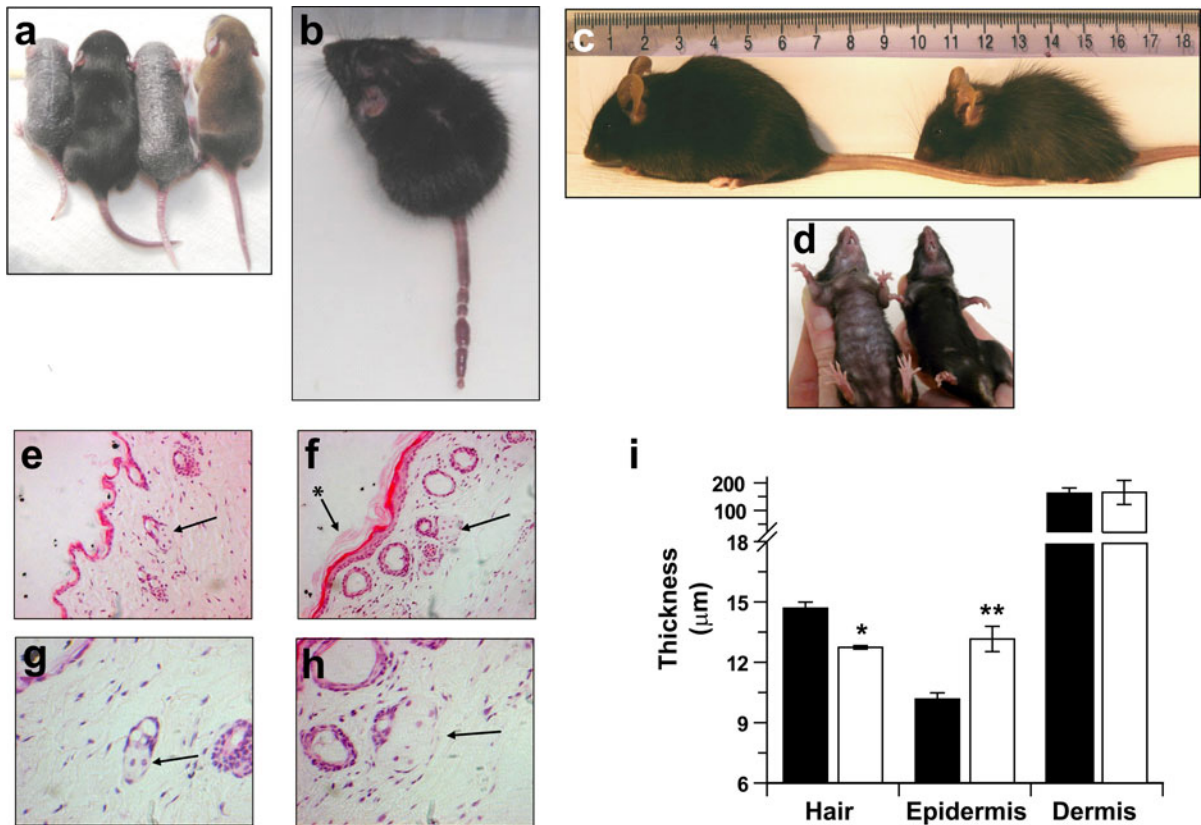 a
b
c
1 2 3 4 5 6 7 8 9 10 11 12 13 14 15 16 17 18
d
e
f
*
g
h
i
200
100
18
15
12
9
6
Thickness
(μm)
*
**
Hair Epidermis Dermis